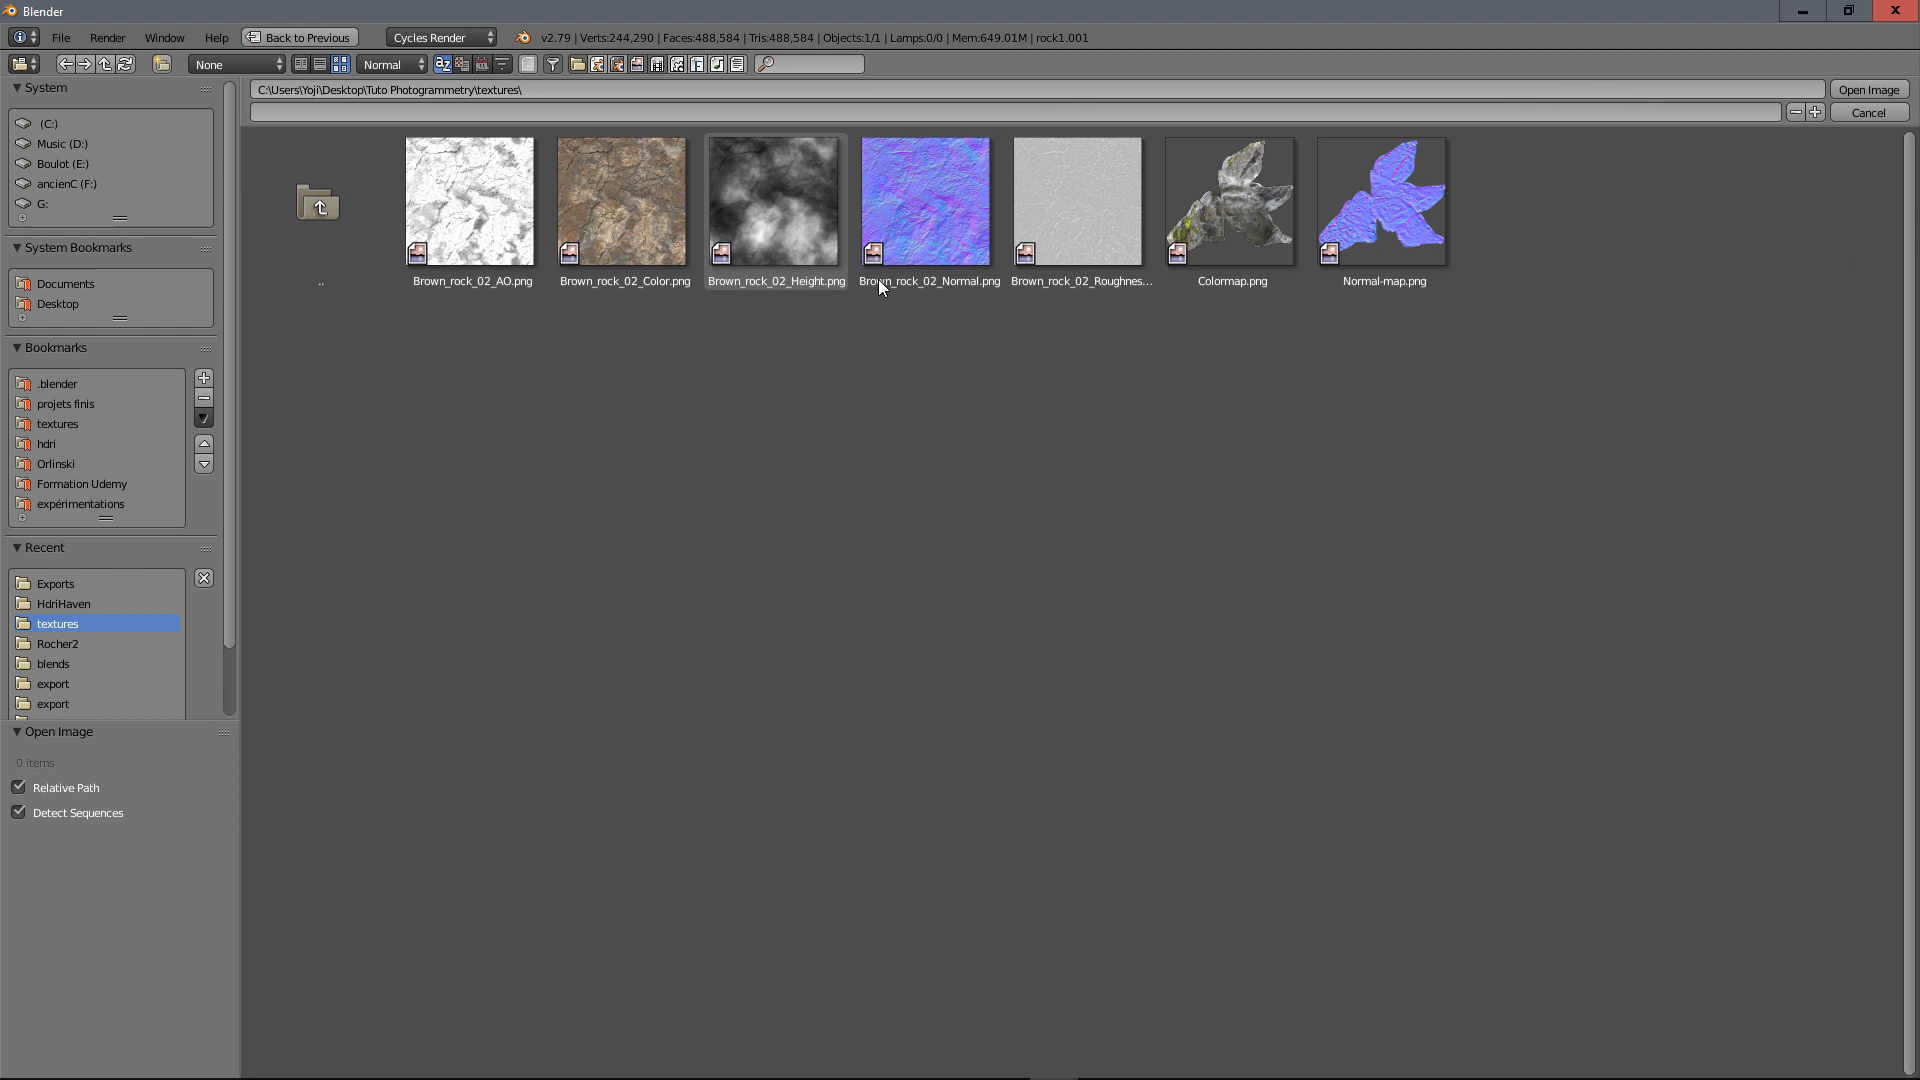 Blender
File Render Window Help Back to Previous Cycles Render v2.79 | Verts:244,290 | Faces:488,584 | Tris:488,584 | Objects:1/1 | Lamps:0/0 | Mem:649.01M | rock1.001
None Normal
System
(C:)
Music (D:)
Boulot (E:)
ancienC (F:)
G:
System Bookmarks
Documents
Desktop
Bookmarks
.blender
projets finis
textures
hdri
Orlinski
Formation Udemy
expérimentations
Recent
Exports
HdriHaven
textures
Rocher2
blends
export
export
Open Image
0 items
Relative Path
Detect Sequences
C:\Users\Yoji\Desktop\Tuto Photogrammetry\textures\ Open Image
Cancel
.. Brown_rock_02_AO.png Brown_rock_02_Color.png Brown_rock_02_Height.png Brown_rock_02_Normal.png Brown_rock_02_Roughnes... Colormap.png Normal-map.png